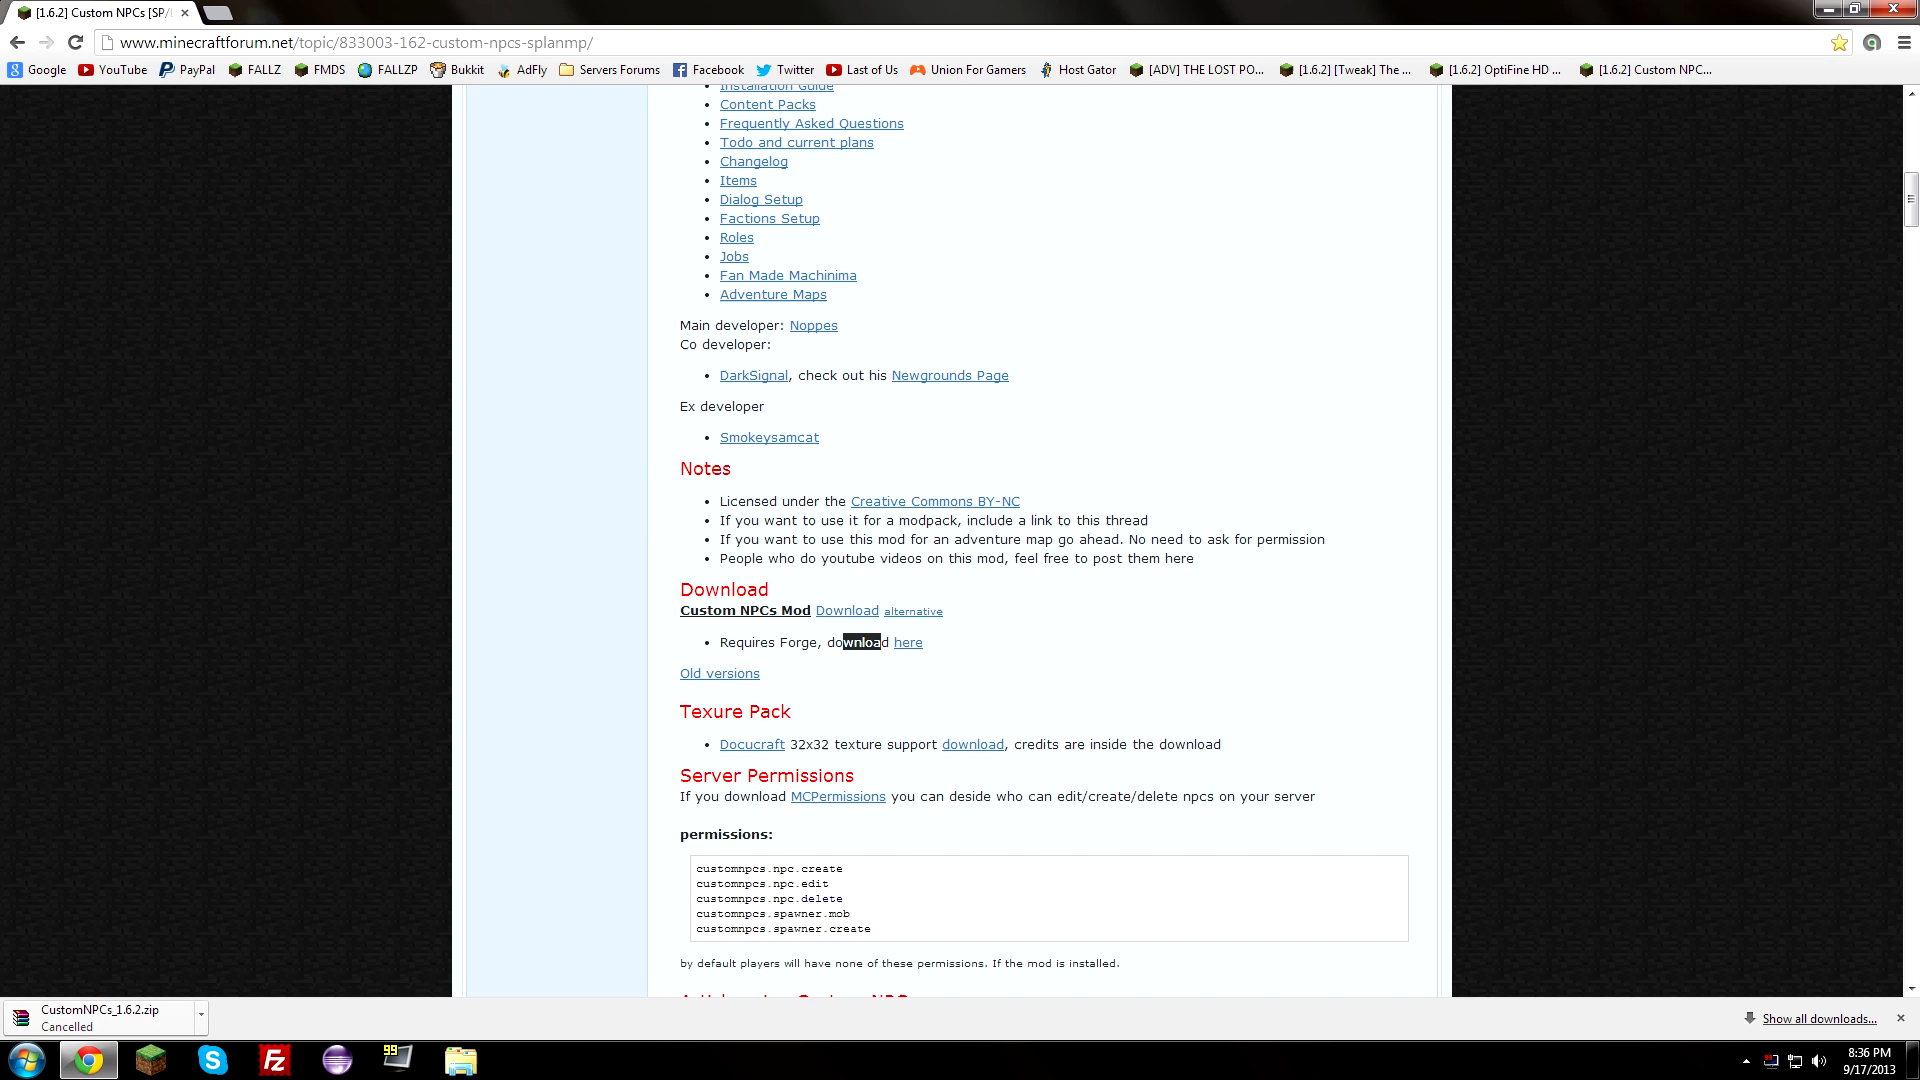 [1.6.2] Custom NPCs [SP/
www.minecraftforum.net/topic/833003-162-custom-npcs-splanmp/
Google YouTube PayPal FALLZ FMDS FALLZP Bukkit AdFly Servers Forums Facebook Twitter Last of Us Union For Gamers Host Gator [ADV] THE LOST PO... [1.6.2] [Tweak] The ... [1.6.2] OptiFine HD ... [1.6.2] Custom NPC...
Installation Guide
Content Packs
Frequently Asked Questions
Todo and current plans
Changelog
Items
Dialog Setup
Factions Setup
Roles
Jobs
Fan Made Machinima
Adventure Maps
Main developer: Noppes
Co developer:
DarkSignal, check out his Newgrounds Page
Ex developer
Smokeysamcat
Notes
Licensed under the Creative Commons BY-NC
If you want to use it for a modpack, include a link to this thread
If you want to use this mod for an adventure map go ahead. No need to ask for permission
People who do youtube videos on this mod, feel free to post them here
Download
Custom NPCs Mod Download alternative
Requires Forge, download here
Old versions
Texure Pack
Docucraft 32x32 texture support download, credits are inside the download
Server Permissions
If you download MCPermissions you can deside who can edit/create/delete npcs on your server
permissions:
customnpcs.npc.create
customnpcs.npc.edit
customnpcs.npc.delete
customnpcs.spawner.mob
customnpcs.spawner.create
by default players will have none of these permissions. If the mod is installed.
CustomNPCs_1.6.2.zip
Cancelled
Show all downloads...
99
8:36 PM
9/17/2013